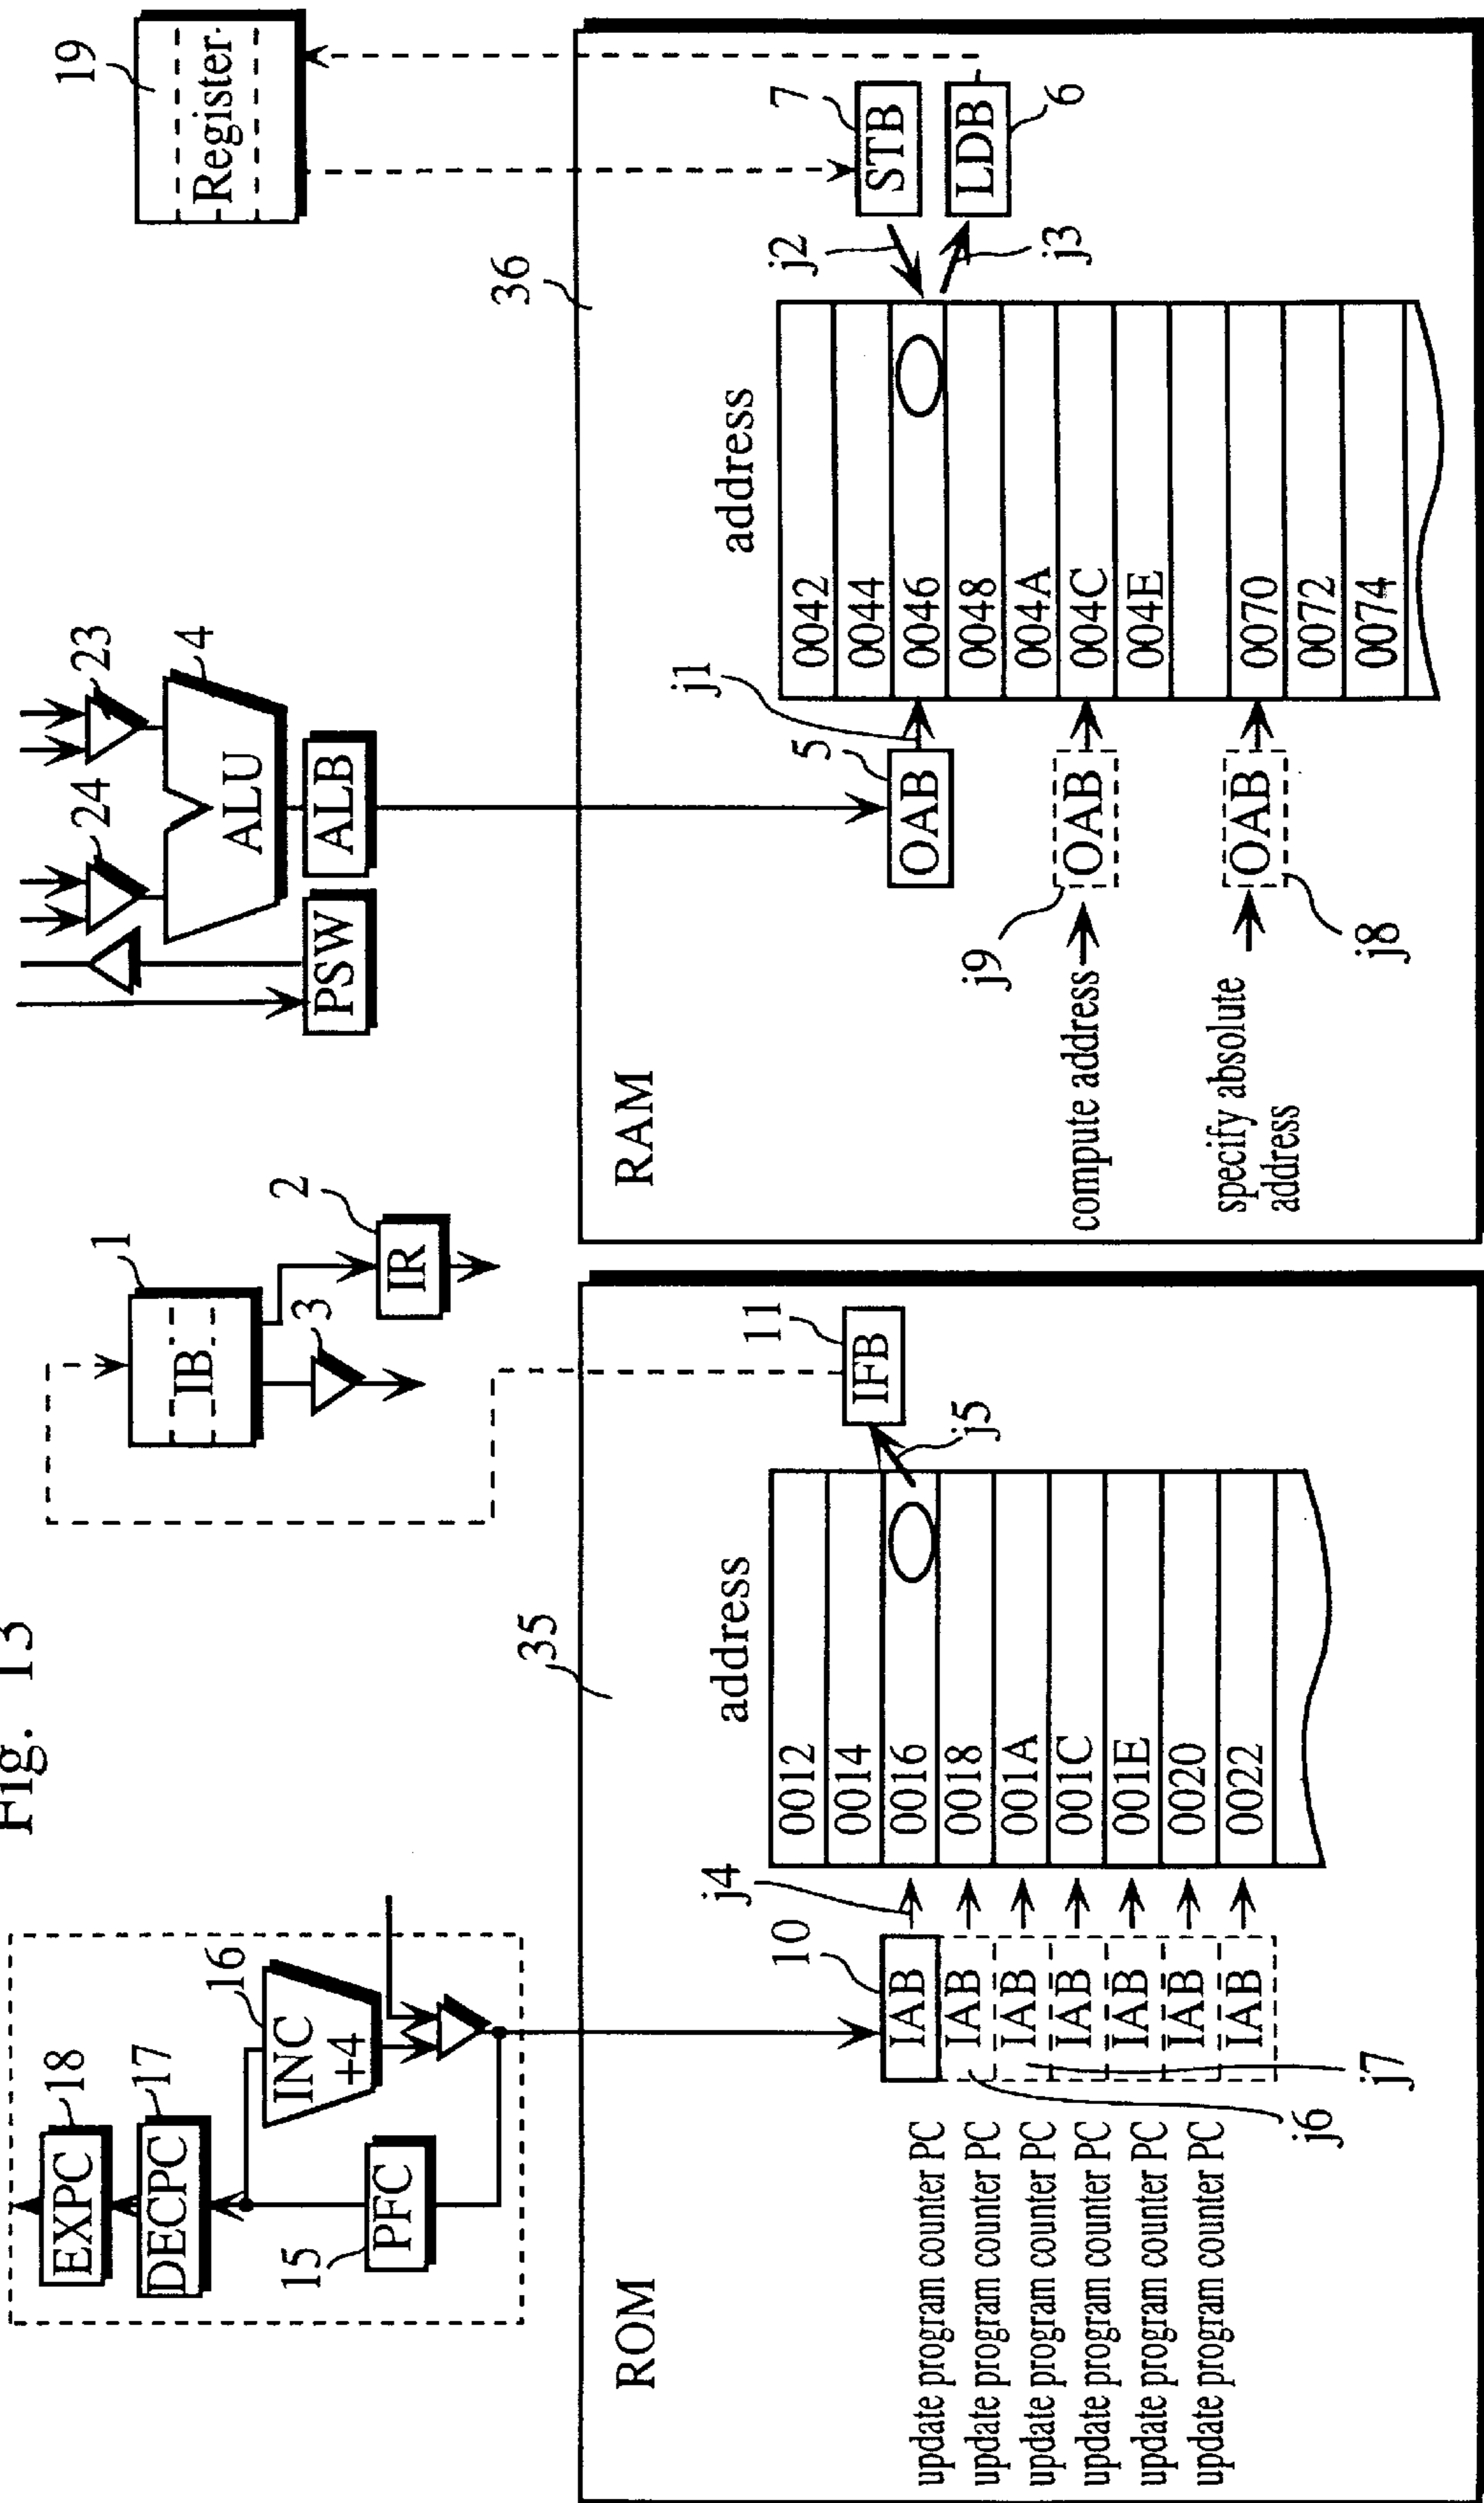 Fig. 13
EXPC
18
DECPC
17
INC
+4
16
PFC
15
IB
1
IR
2
3
PSW
24
23
ALU
4
ALB
Register
19
35
ROM
address
0012
0014
0016
0018
001A
001C
001E
0020
0022
10
j4
IAB
IAB
IAB
IAB
IAB
IAB
IAB
update program counter PC
update program counter PC
update program counter PC
update program counter PC
update program counter PC
update program counter PC
j6
j7
IFB
11
j5
36
RAM
address
0042
0044
0046
0048
004A
004C
004E
0070
0072
0074
OAB
5
j1
compute address
OAB
j9
specify absolute
address
OAB
j8
STB
7
LDB
6
j2
j3